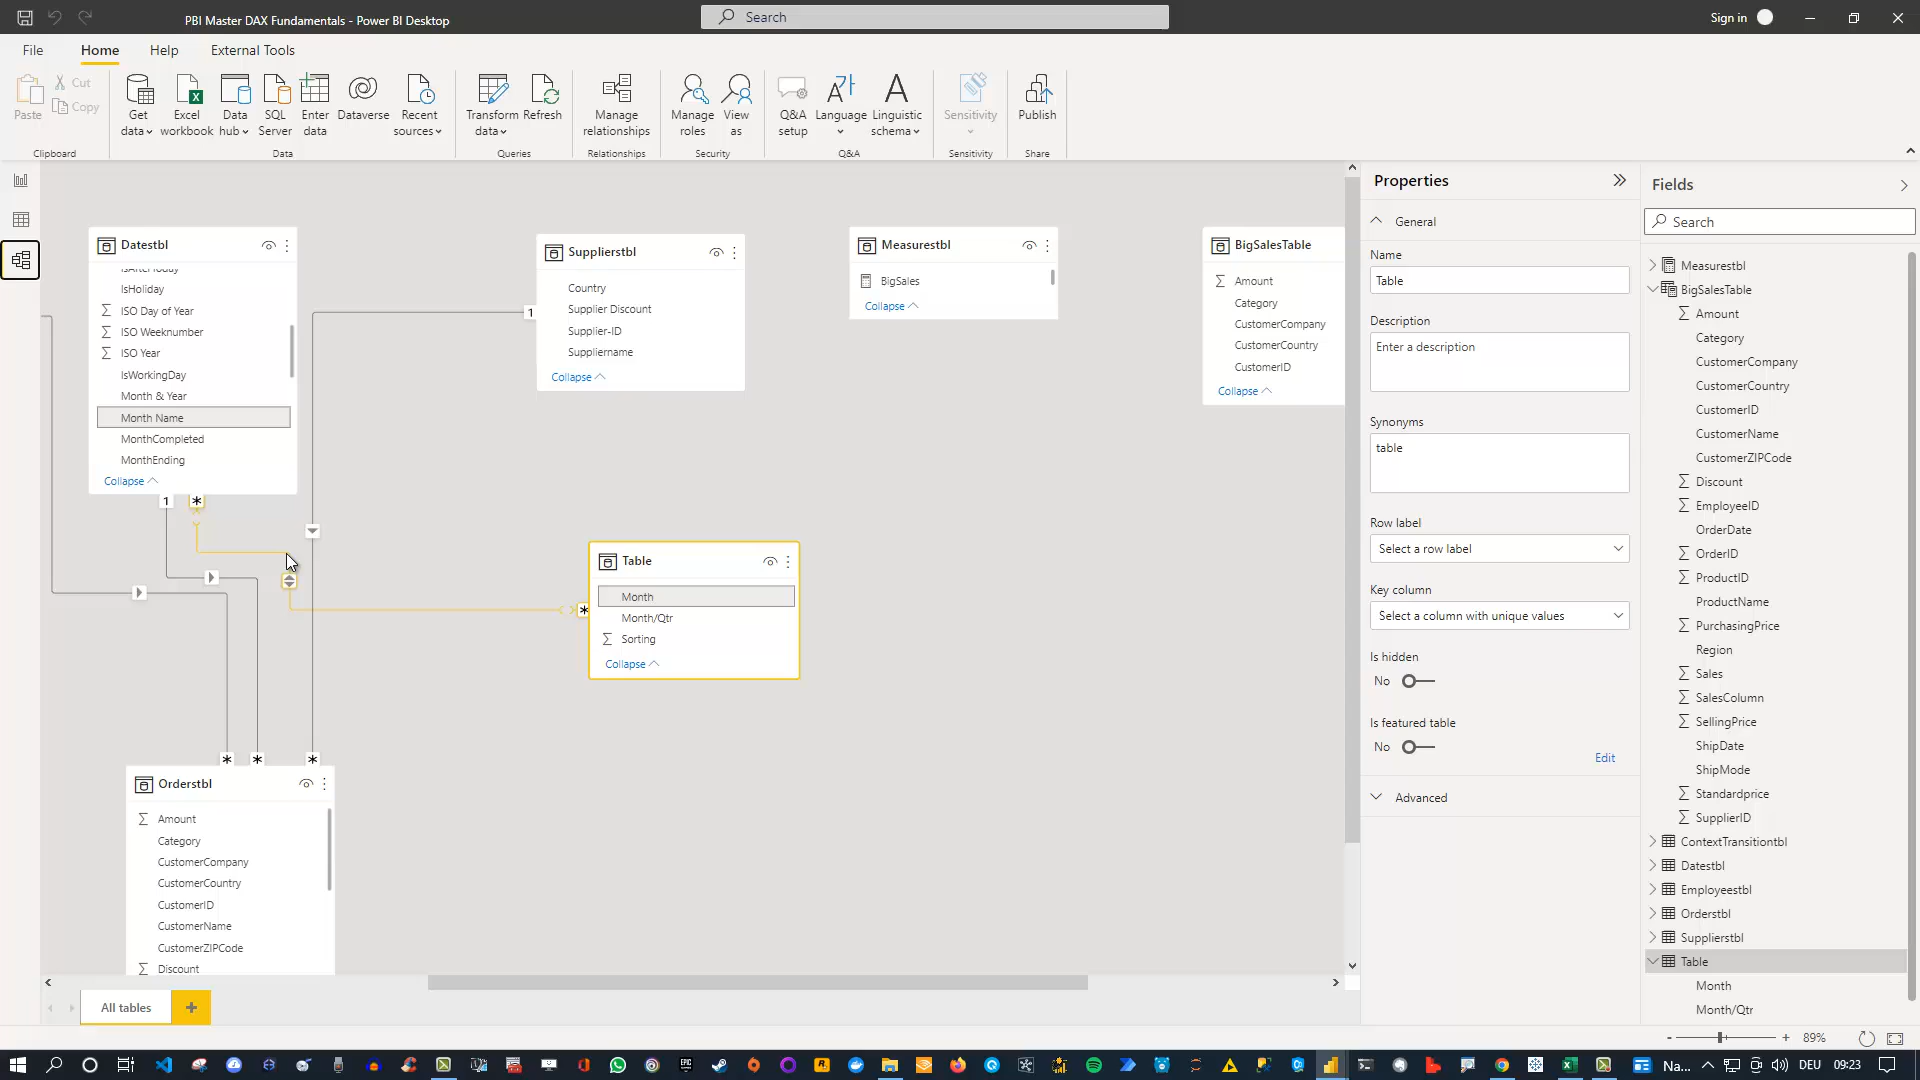 PBI Master DAX Fundamentals - Power BI Desktop
Search
Sign in
File
Home
Help
External Tools
Paste
Cut
Copy
Clipboard
Get data
Excel workbook
Data hub
SQL Server
Enter data
Dataverse
Recent sources
Data
Transform data
Refresh
Queries
Manage relationships
Relationships
Manage roles
View as
Security
Q&A setup
Language
Linguistic schema
Q&A
Sensitivity
Sensitivity
Publish
Share
Datestbl
IsAfterToday
IsHoliday
ISO Day of Year
ISO Weeknumber
ISO Year
IsWorkingDay
Month & Year
Month Name
MonthCompleted
MonthEnding
Collapse
1
*
Supplierstbl
Country
Supplier Discount
Supplier-ID
Suppliername
Collapse
1
Measurestbl
BigSales
Collapse
BigSalesTable
Amount
Category
CustomerCompany
CustomerCountry
CustomerID
Collapse
Table
Month
Month/Qtr
Sorting
Collapse
*
* * *
Orderstbl
Amount
Category
CustomerCompany
CustomerCountry
CustomerID
CustomerName
CustomerZIPCode
Discount
All tables
+
Properties
General
Name
Table
Description
Enter a description
Synonyms
table
Row label
Select a row label
Key column
Select a column with unique values
Is hidden
No
Is featured table
No
Edit
Advanced
Fields
Search
Measurestbl
BigSalesTable
Amount
Category
CustomerCompany
CustomerCountry
CustomerID
CustomerName
CustomerZIPCode
Discount
EmployeeID
OrderDate
OrderID
ProductID
ProductName
PurchasingPrice
Region
Sales
SalesColumn
SellingPrice
ShipDate
ShipMode
Standardprice
SupplierID
ContextTransitiontbl
Datestbl
Employeestbl
Orderstbl
Supplierstbl
Table
Month
Month/Qtr
- + 89%
Na...
DEU
09:23